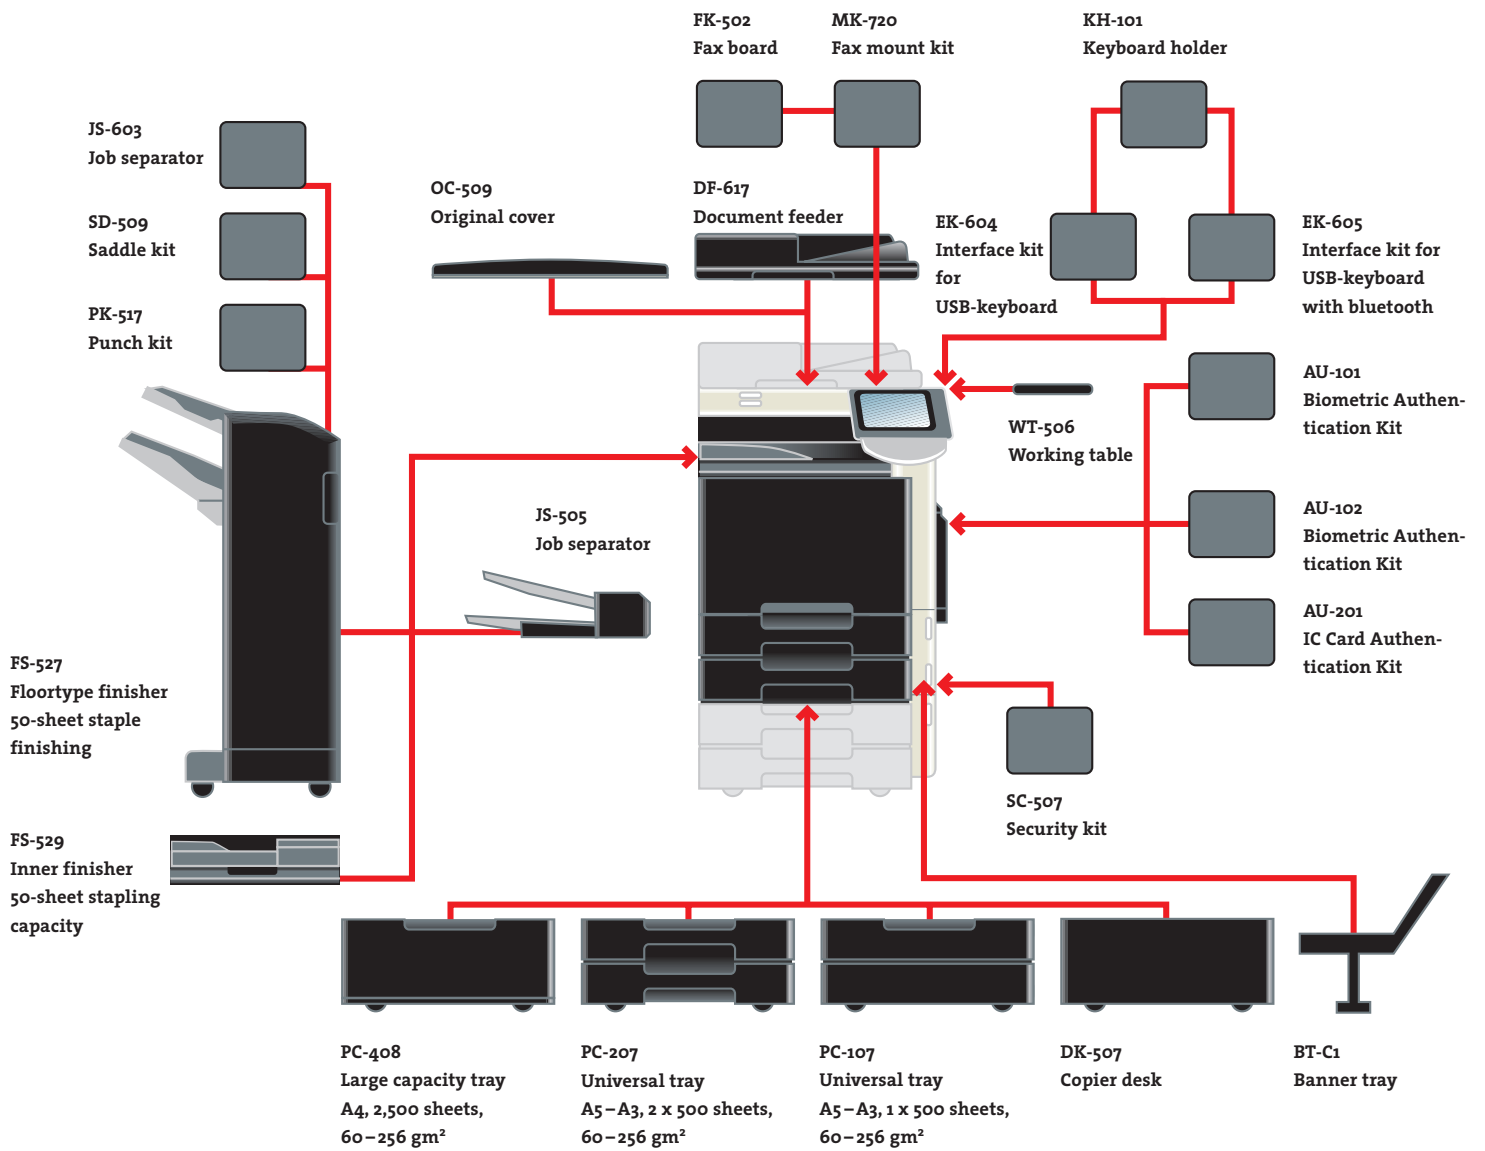 FK-502
Fax board
MK-720
Fax mount kit
KH-101
Keyboard holder
JS-603
Job separator
SD-509
Saddle kit
PK-517
Punch kit
OC-509
Original cover
DF-617
Document feeder
EK-604
Interface kit
for
USB-keyboard
EK-605
Interface kit for
USB-keyboard
with bluetooth
AU-101
Biometric Authen-
tication Kit
WT-506
Working table
AU-102
Biometric Authen-
tication Kit
JS-505
Job separator
AU-201
IC Card Authen-
tication Kit
FS-527
Floortype finisher
50-sheet staple
finishing
SC-507
Security kit
FS-529
Inner finisher
50-sheet stapling
capacity
PC-408
Large capacity tray
A4, 2,500 sheets,
60–256 gm²
PC-207
Universal tray
A5–A3, 2 x 500 sheets,
60–256 gm²
PC-107
Universal tray
A5–A3, 1 x 500 sheets,
60–256 gm²
DK-507
Copier desk
BT-C1
Banner tray